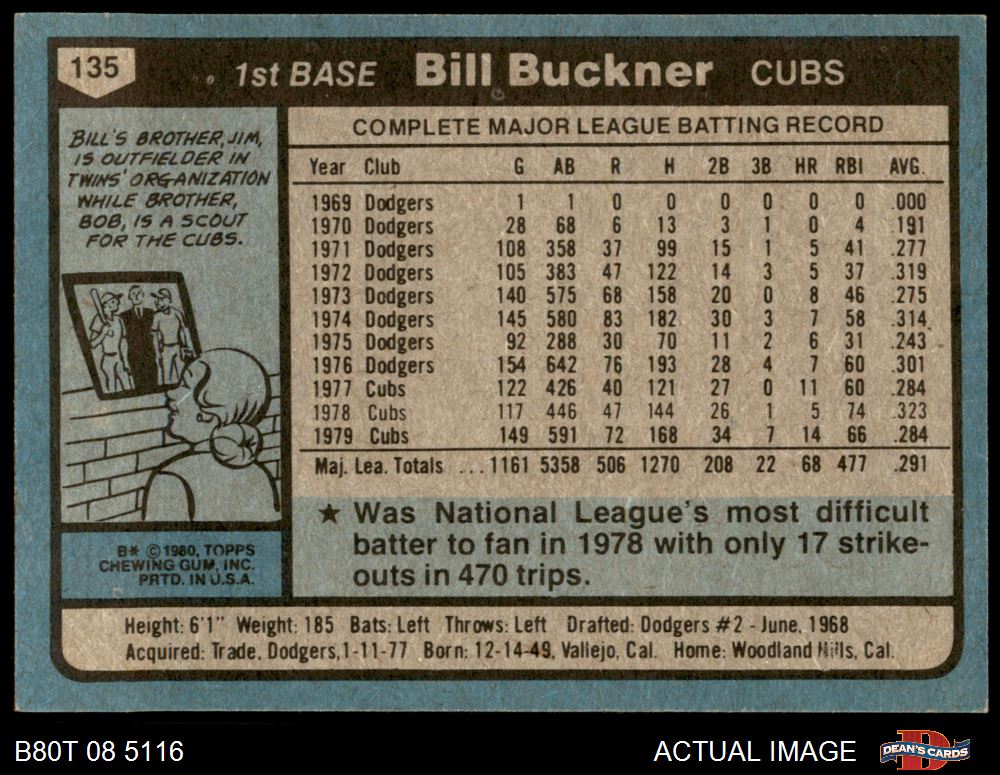 135
1st BASE Bill Buckner CUBS
BILL'S BROTHER, JIM,
IS OUTFIELDER IN
TWINS' ORGANIZATION
WHILE BROTHER,
BOB, IS A SCOUT
FOR THE CUBS.
B* © 1980, TOPPS
CHEWING GUM, INC.
PRTD. IN U.S.A.
COMPLETE MAJOR LEAGUE BATTING RECORD
Year Club G AB R H 2B 3B HR RBI AVG.
1969 Dodgers 1 1 0 0 0 0 0 0 .000
1970 Dodgers 28 68 6 13 3 1 0 4 .191
1971 Dodgers 108 358 37 99 15 1 5 41 .277
1972 Dodgers 105 383 47 122 14 3 5 37 .319
1973 Dodgers 140 575 68 158 20 0 8 46 .275
1974 Dodgers 145 580 83 182 30 3 7 58 .314
1975 Dodgers 92 288 30 70 11 2 6 31 .243
1976 Dodgers 154 642 76 193 28 4 7 60 .301
1977 Cubs 122 426 40 121 27 0 11 60 .284
1978 Cubs 117 446 47 144 26 1 5 74 .323
1979 Cubs 149 591 72 168 34 7 14 66 .284
Maj. Lea. Totals ... 1161 5358 506 1270 208 22 68 477 .291
★ Was National League's most difficult
batter to fan in 1978 with only 17 strike-
outs in 470 trips.
Height: 6'1" Weight: 185 Bats: Left Throws: Left Drafted: Dodgers #2 - June, 1968
Acquired: Trade, Dodgers, 1-11-77 Born: 12-14-49, Vallejo, Cal. Home: Woodland Hills, Cal.
B80T 08 5116
ACTUAL IMAGE
DEAN'S CARDS